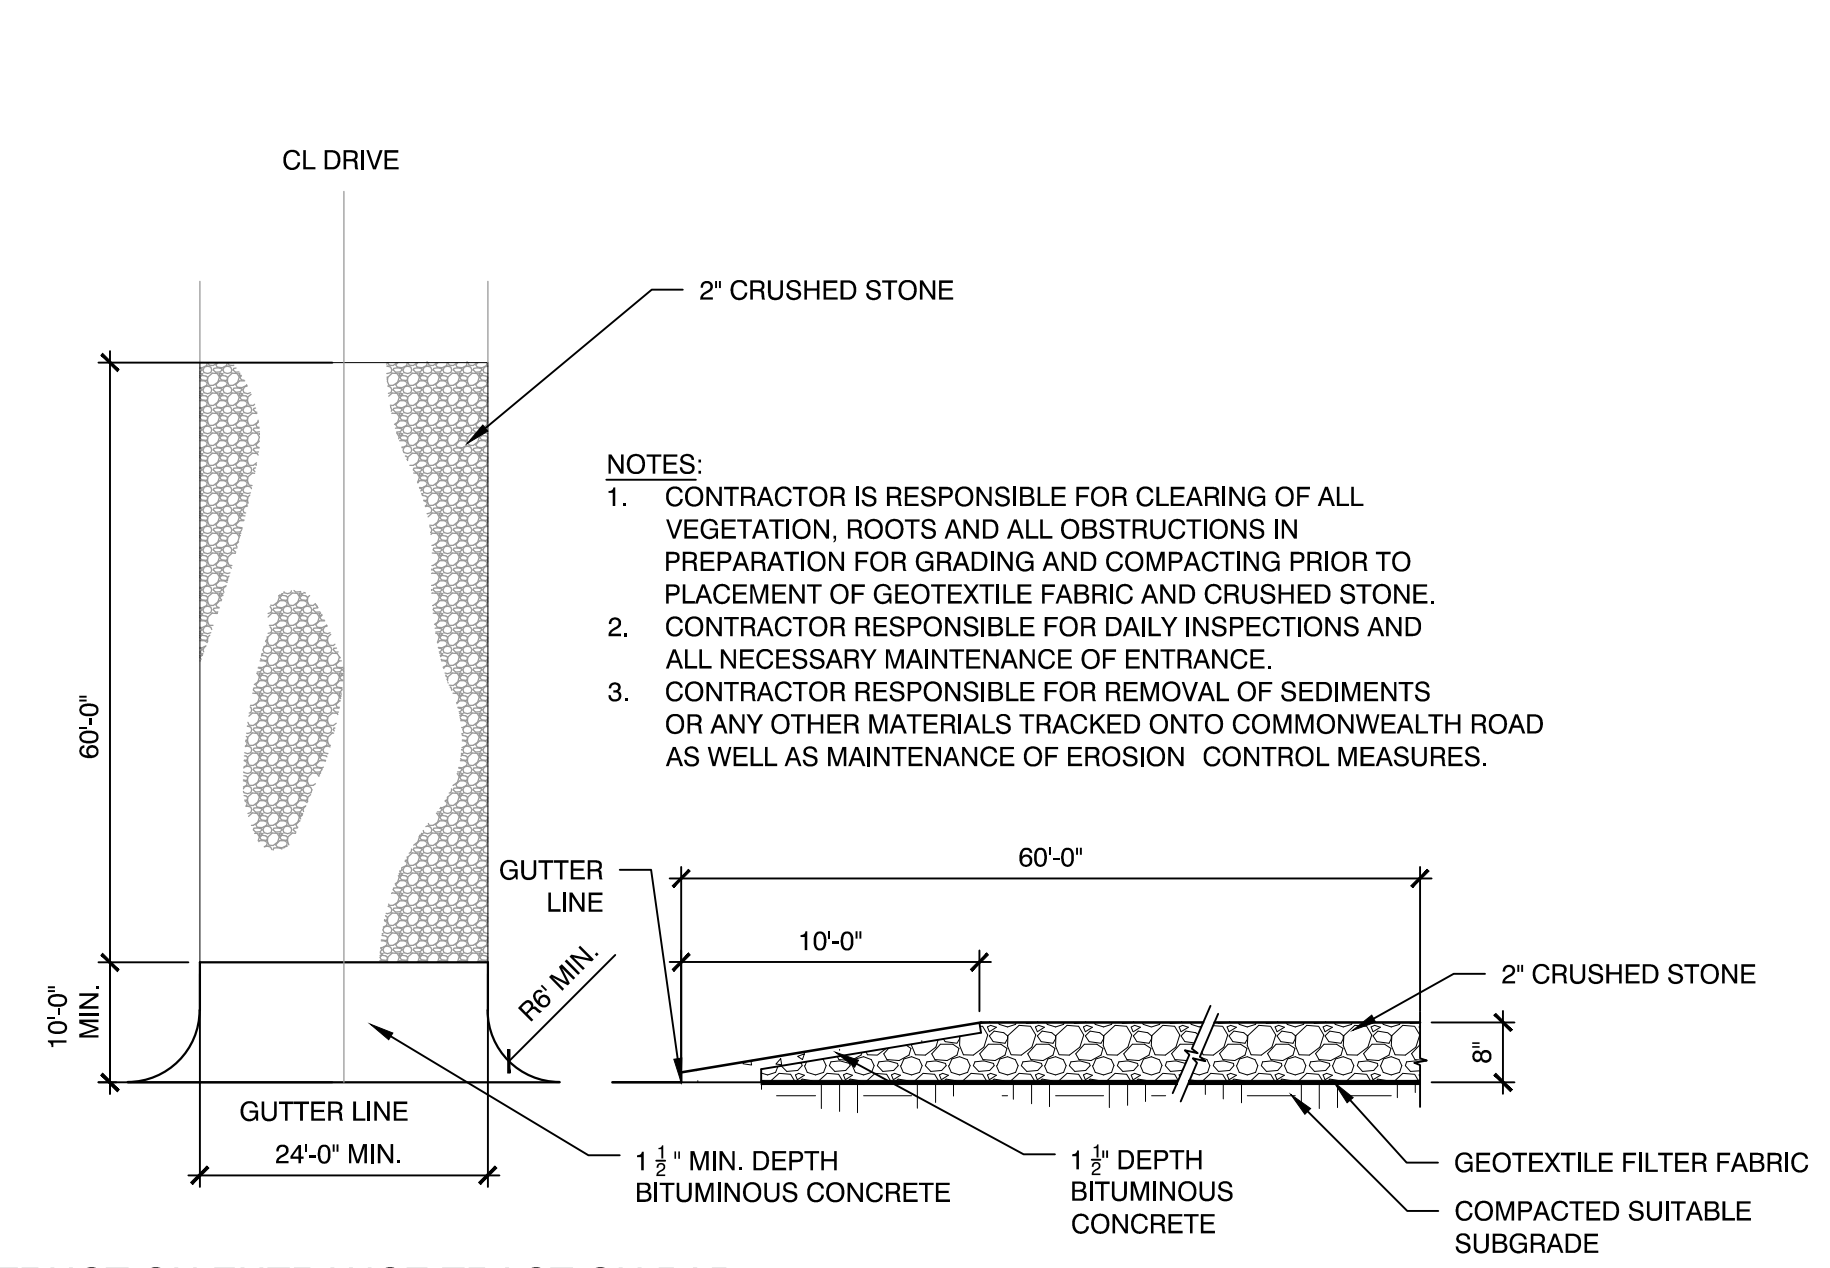 CL DRIVE
2" CRUSHED STONE
NOTES:
1. CONTRACTOR IS RESPONSIBLE FOR CLEARING OF ALL
VEGETATION, ROOTS AND ALL OBSTRUCTIONS IN
PREPARATION FOR GRADING AND COMPACTING PRIOR TO
PLACEMENT OF GEOTEXTILE FABRIC AND CRUSHED STONE.
2. CONTRACTOR RESPONSIBLE FOR DAILY INSPECTIONS AND
ALL NECESSARY MAINTENANCE OF ENTRANCE.
3. CONTRACTOR RESPONSIBLE FOR REMOVAL OF SEDIMENTS
OR ANY OTHER MATERIALS TRACKED ONTO COMMONWEALTH ROAD
AS WELL AS MAINTENANCE OF EROSION CONTROL MEASURES.
60'-0"
10'-0"
MIN.
GUTTER LINE
24'-0" MIN.
R6' MIN.
1 1/2" MIN. DEPTH
BITUMINOUS CONCRETE
GUTTER
LINE
60'-0"
10'-0"
2" CRUSHED STONE
8"
1 1/2" DEPTH
BITUMINOUS
CONCRETE
GEOTEXTILE FILTER FABRIC
COMPACTED SUITABLE
SUBGRADE